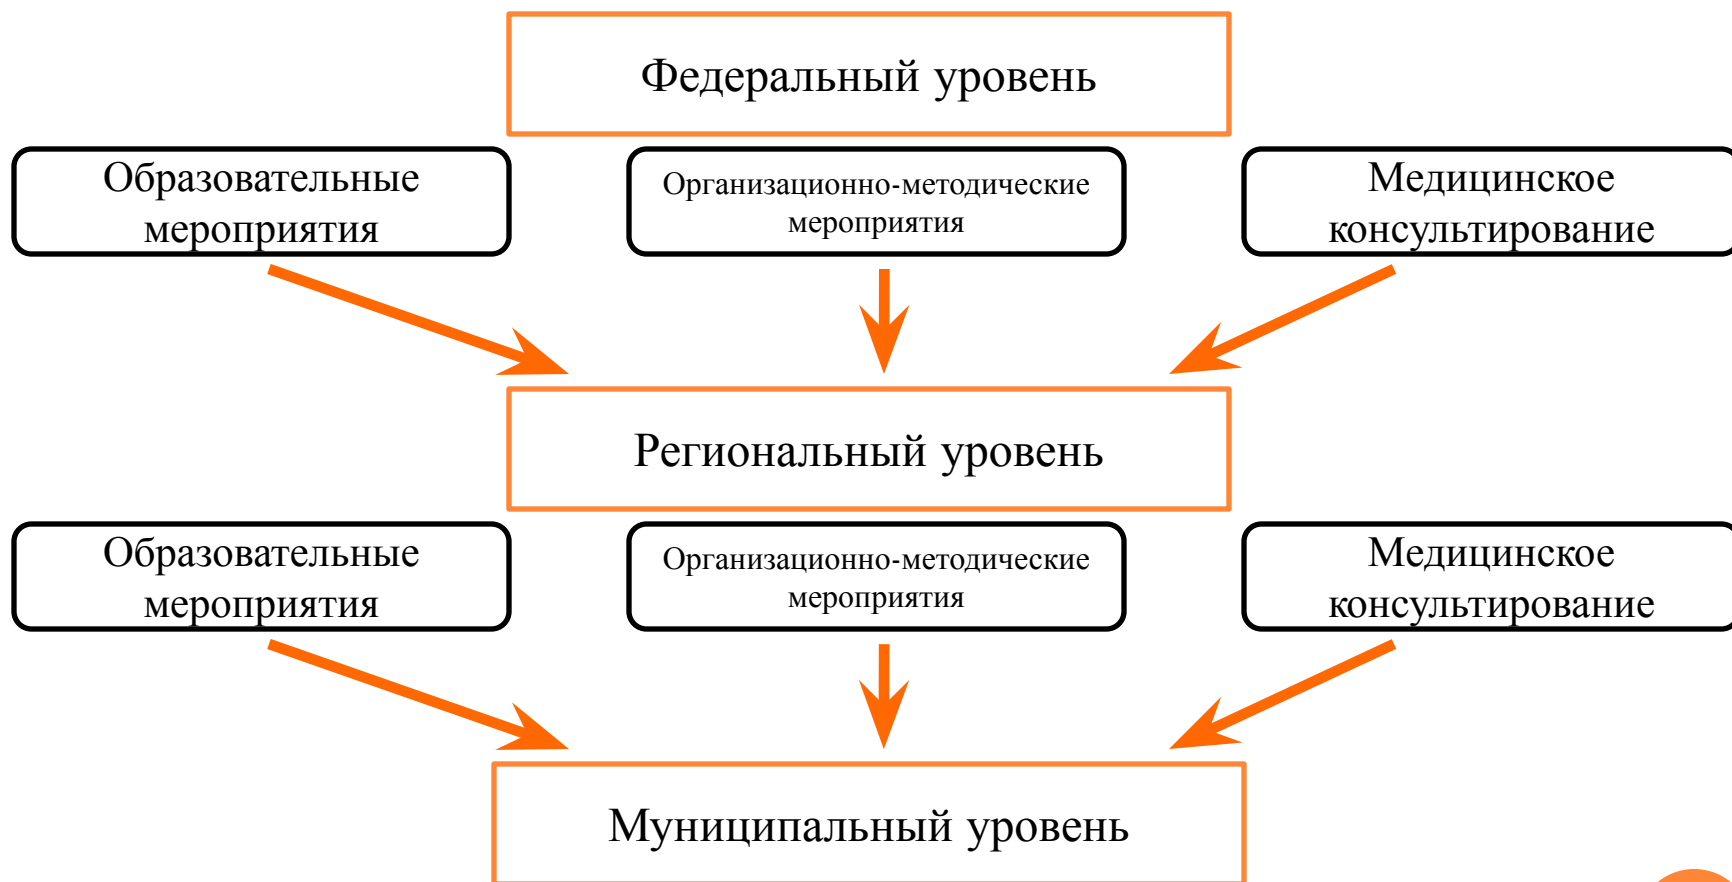 Федеральный уровень
Образовательные
мероприятия
Организационно-методические
мероприятия
Медицинское
консультирование
Региональный уровень
Образовательные
мероприятия
Организационно-методические
мероприятия
Медицинское
консультирование
Муниципальный уровень